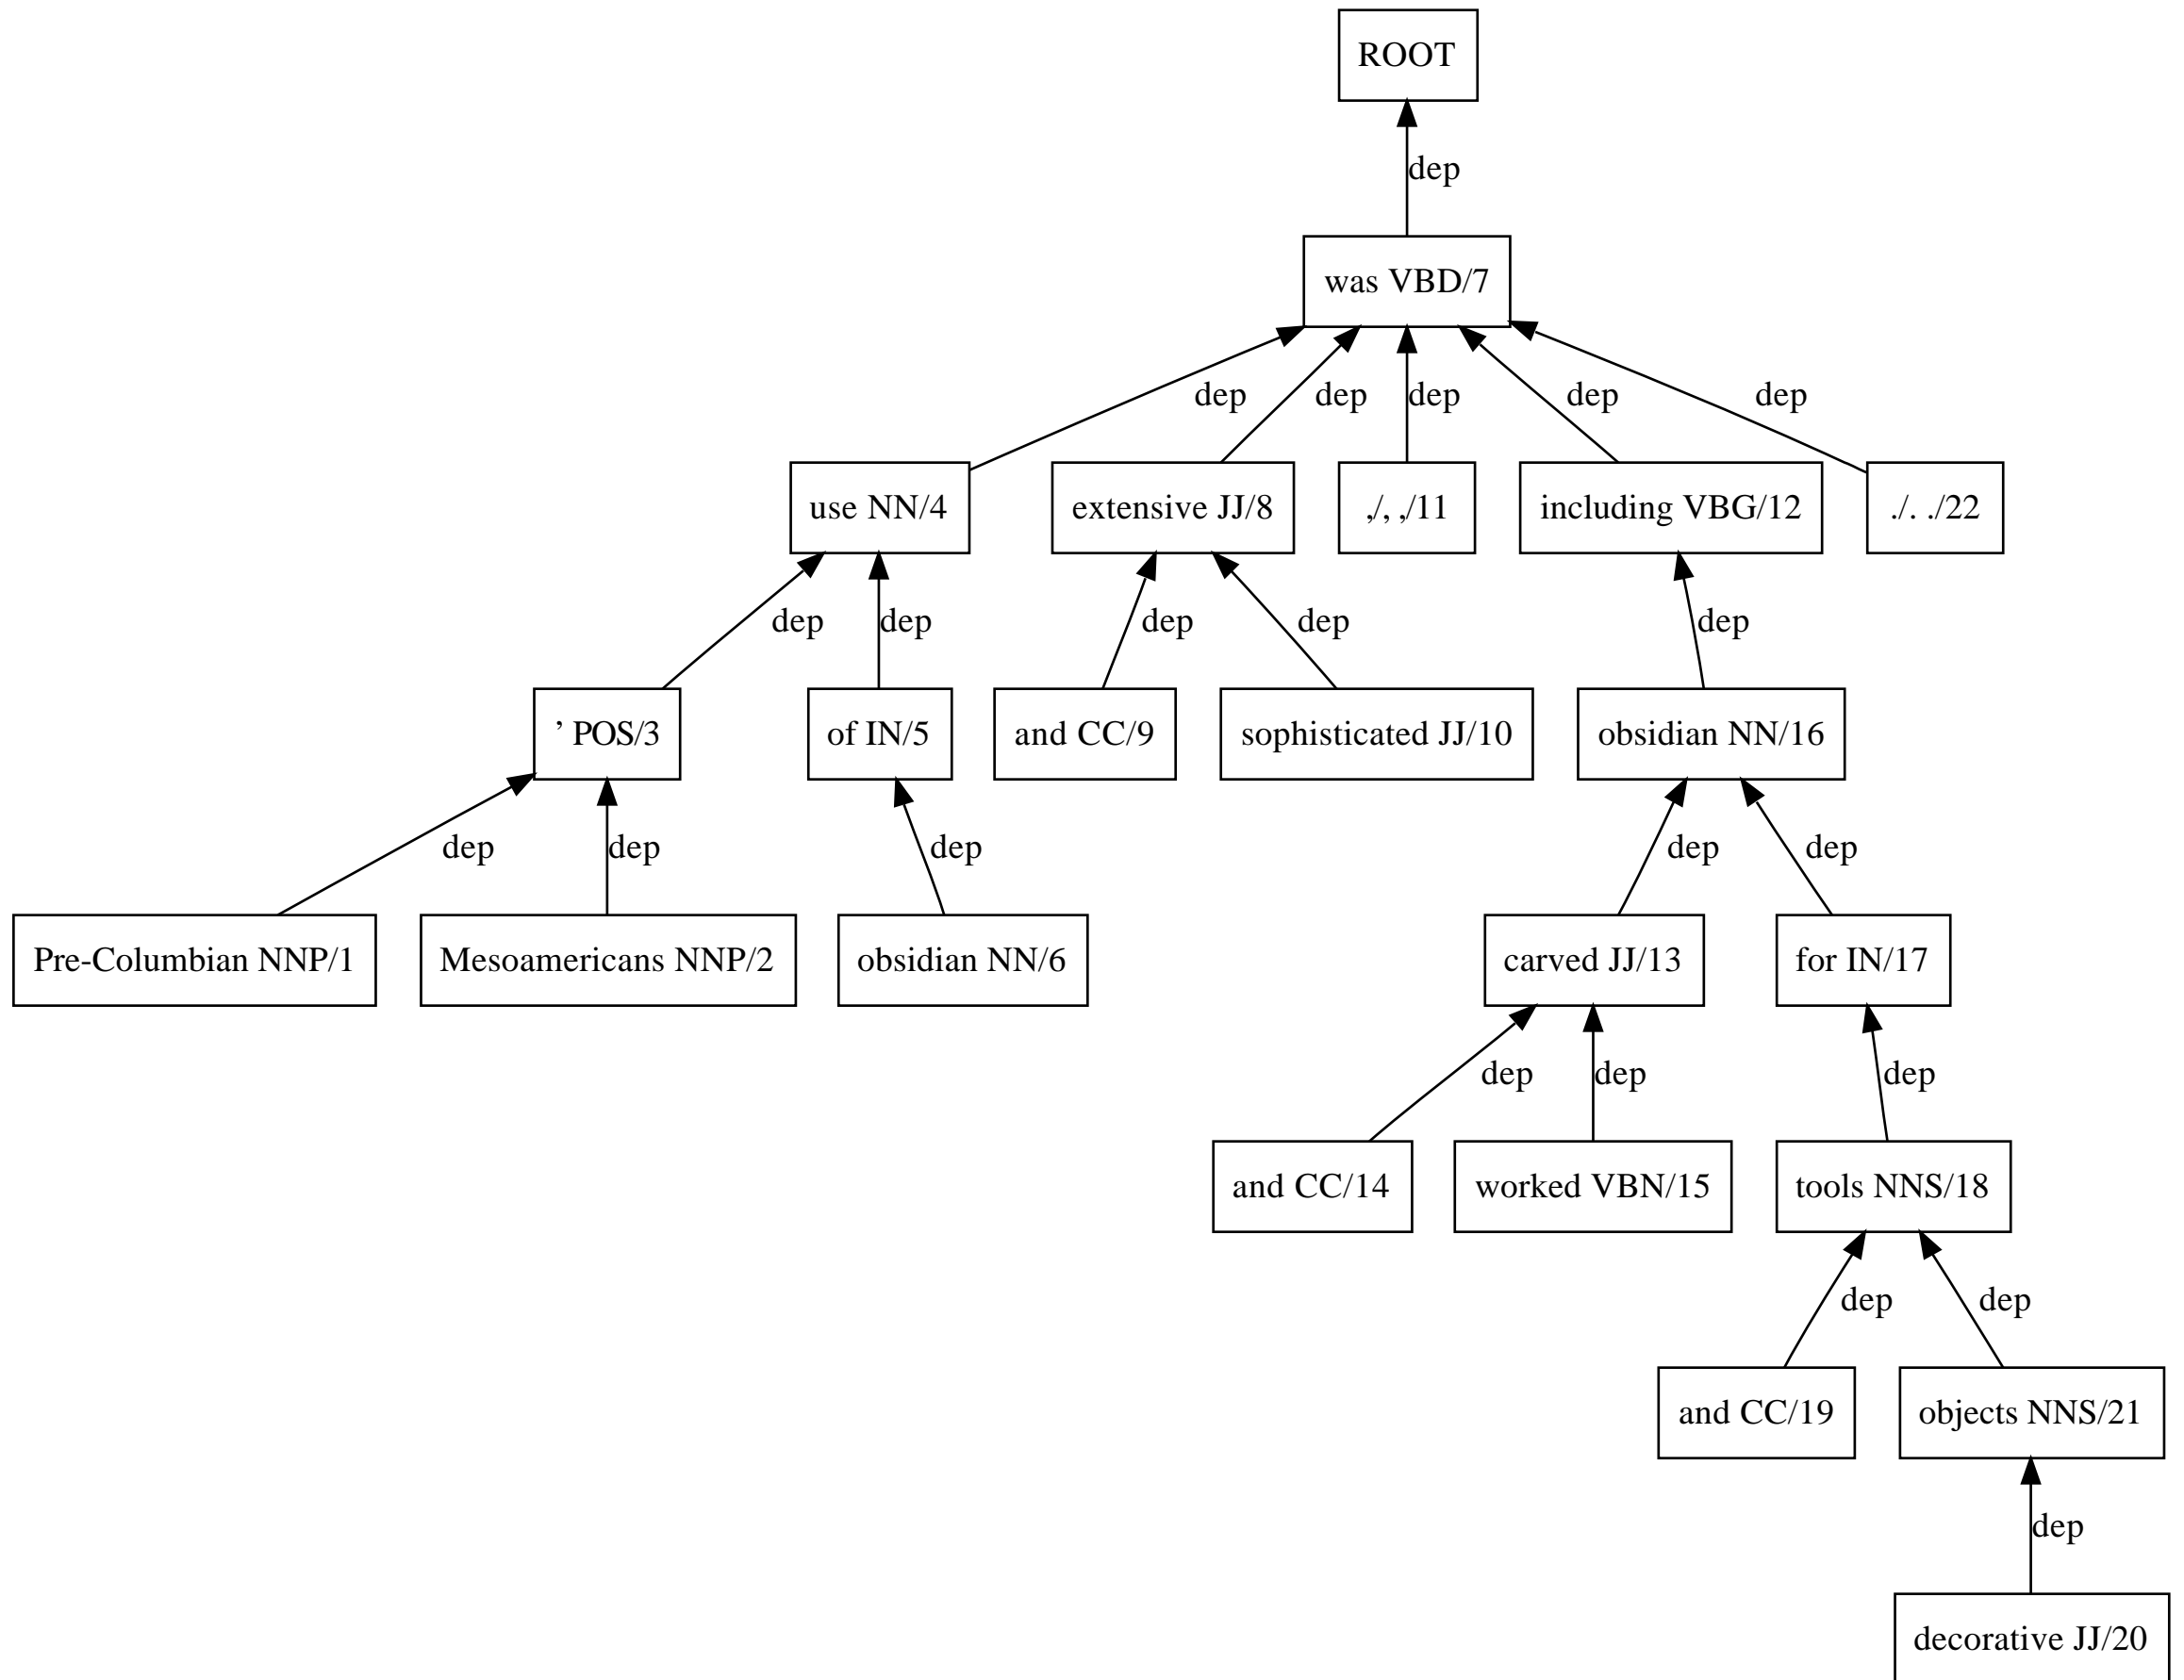 ROOT
dep
was VBD/7
dep dep dep dep dep
use NN/4 extensive JJ/8 ,/, ,/11 including VBG/12 ./. ./22
dep dep dep dep dep
’ POS/3 of IN/5 and CC/9 sophisticated JJ/10 obsidian NN/16
dep dep dep dep dep
Pre-Columbian NNP/1 Mesoamericans NNP/2 obsidian NN/6 carved JJ/13 for IN/17
dep dep dep
and CC/14 worked VBN/15 tools NNS/18
dep dep
and CC/19 objects NNS/21
dep
decorative JJ/20